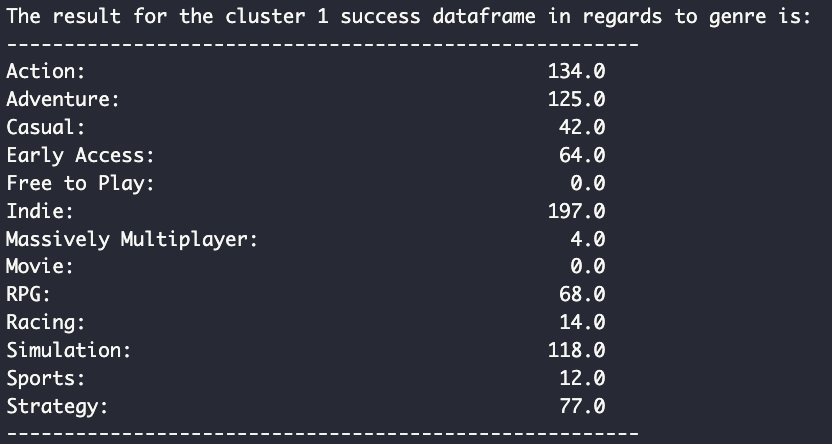 The result for the cluster 1 success dataframe in regards to genre is:
-------------------------------------------------------
Action: 134.0
Adventure: 125.0
Casual: 42.0
Early Access: 64.0
Free to Play: 0.0
Indie: 197.0
Massively Multiplayer: 4.0
Movie: 0.0
RPG: 68.0
Racing: 14.0
Simulation: 118.0
Sports: 12.0
Strategy: 77.0
-------------------------------------------------------